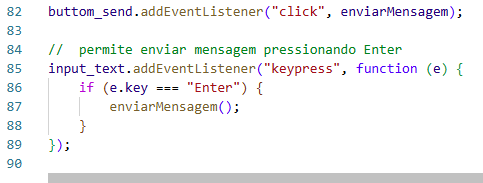 82 buttom_send.addEventListener("click", enviarMensagem);
83
84 //  permite enviar mensagem pressionando Enter
85 input_text.addEventListener("keypress", function (e) {
86     if (e.key === "Enter") {
87         enviarMensagem();
88     }
89 });
90